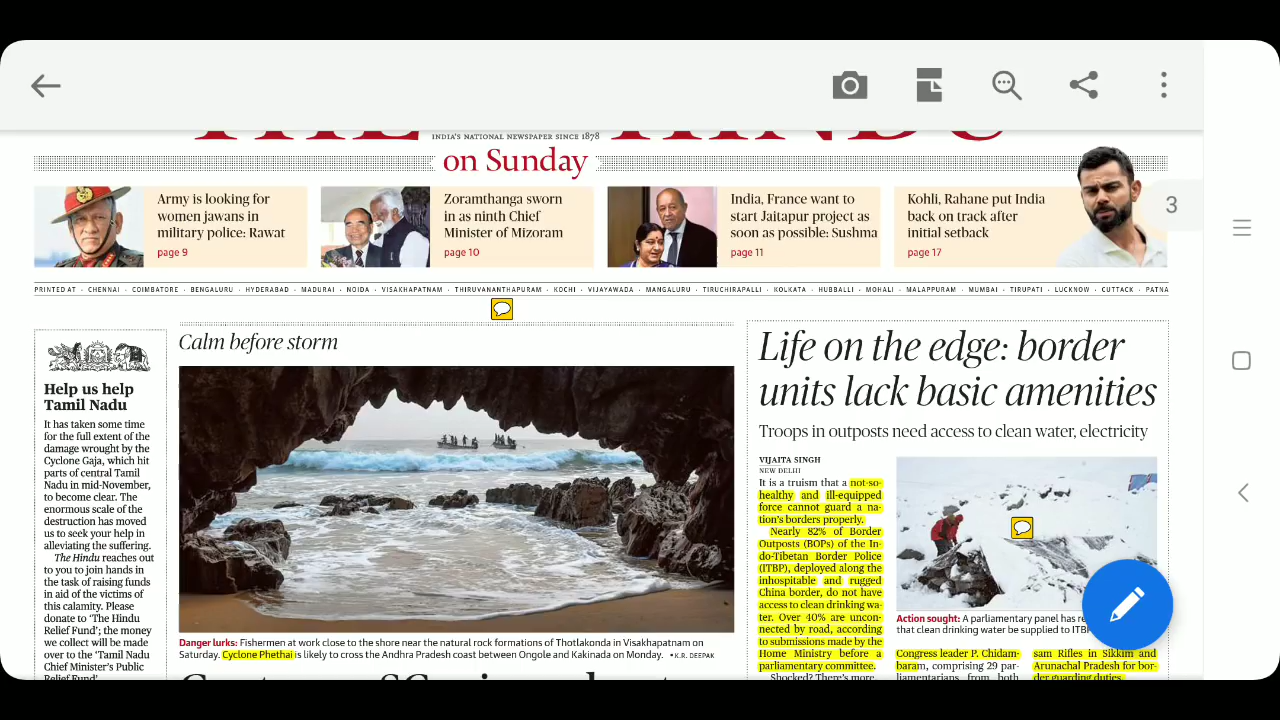 INDIA'S NATIONAL NEWSPAPER SINCE 1878
on Sunday
Army is looking for
women jawans in
military police: Rawat
page 9
Zoramthanga sworn
in as ninth Chief
Minister of Mizoram
page 10
India, France want to
start Jaitapur project as
soon as possible: Sushma
page 11
Kohli, Rahane put India
back on track after
initial setback
page 17
3
PRINTED AT · CHENNAI · COIMBATORE · BENGALURU · HYDERABAD · MADURAI · NOIDA · VISAKHAPATNAM · THIRUVANANTHAPURAM · KOCHI · VIJAYAWADA · MANGALURU · TIRUCHIRAPALLI · KOLKATA · HUBBALLI · MOHALI · MALAPPURAM · MUMBAI · TIRUPATI · LUCKNOW · CUTTACK · PATNA
Help us help
Tamil Nadu
It has taken some time
for the full extent of the
damage wrought by the
Cyclone Gaja, which hit
parts of central Tamil
Nadu in mid-November,
to become clear. The
enormous scale of the
destruction has moved
us to seek your help in
alleviating the suffering.
The Hindu reaches out
to you to join hands in
the task of raising funds
in aid of the victims of
this calamity. Please
donate to 'The Hindu
Relief Fund'; the money
we collect will be made
over to the 'Tamil Nadu
Chief Minister's Public
Relief Fund'.
Calm before storm
Danger lurks: Fishermen at work close to the shore near the natural rock formations of Thotlakonda in Visakhapatnam on
Saturday. Cyclone Phethai is likely to cross the Andhra Pradesh coast between Ongole and Kakinada on Monday. • K.R. DEEPAK
Life on the edge: border
units lack basic amenities
Troops in outposts need access to clean water, electricity
VIJAITA SINGH
NEW DELHI
It is a truism that a not-so-
healthy and ill-equipped
force cannot guard a na-
tion's borders properly.
Nearly 82% of Border
Outposts (BOPs) of the In-
do-Tibetan Border Police
(ITBP), deployed along the
inhospitable and rugged
China border, do not have
access to clean drinking wa-
ter. Over 40% are uncon-
nected by road, according
to submissions made by the
Home Ministry before a
parliamentary committee.
Shocked? There's more.
Action sought: A parliamentary panel has
that clean drinking water be supplied to
Congress leader P. Chidam-
baram, comprising 29 par-
liamentarians from both
sam Rifles in Sikkim and
Arunachal Pradesh for bor-
der guarding duties.